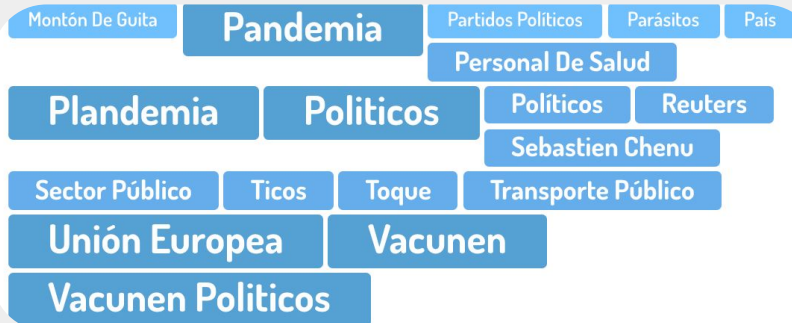 Montón De Guita Pandemia Partidos Políticos Parásitos País
Personal De Salud
Plandemia Politicos Políticos Reuters
Sebastien Chenu
Sector Público Ticos Toque Transporte Público
Unión Europea Vacunen
Vacunen Politicos